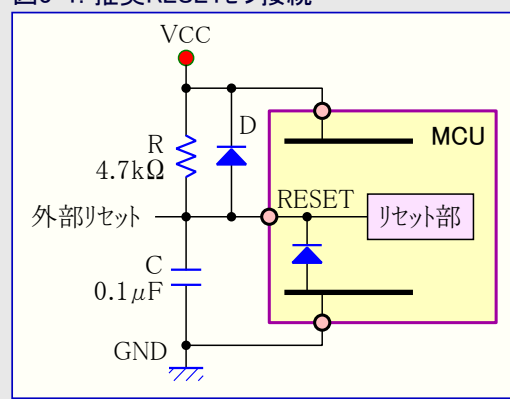 VCC
D
MCU
R
4.7kΩ
RESET
外部リセット
リセット部
C
0.1μF
GND